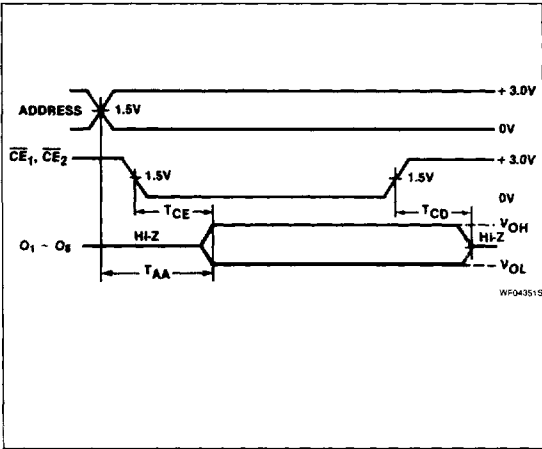 + 3.0V
ADDRESS
1.5V
0V
CE1, CE2
+ 3.0V
1.5V
1.5V
0V
TCE
TCD
VOH
O1 ~ O8
Hi-Z
Hi-Z
TAA
VOL
WF04351S